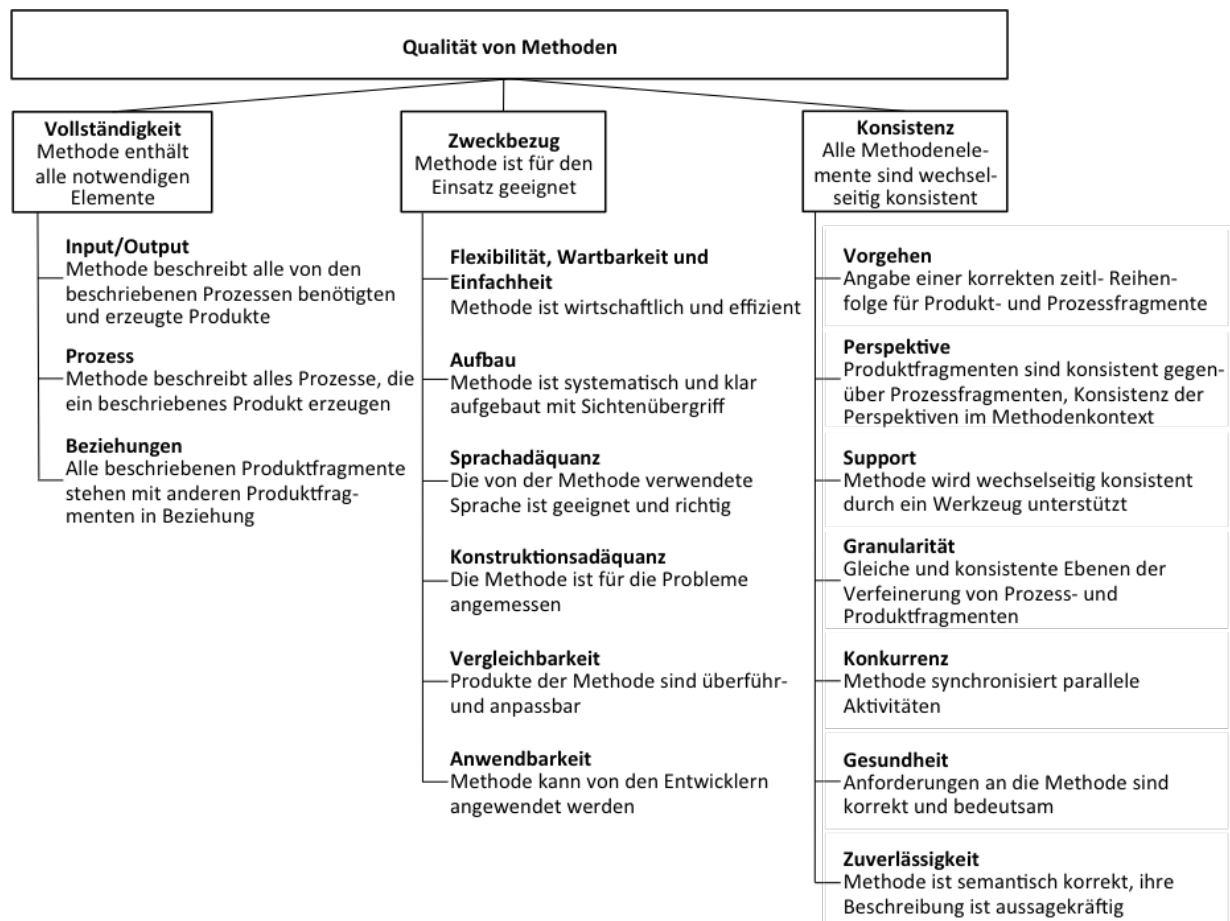 Qualität von Methoden
Vollständigkeit
Methode enthält
alle notwendigen
Elemente
Input/Output
Methode beschreibt alle von den
beschriebenen Prozessen benötigten
und erzeugte Produkte
Prozess
Methode beschreibt alles Prozesse, die
ein beschriebenes Produkt erzeugen
Beziehungen
Alle beschriebenen Produktfragmente
stehen mit anderen Produktfrag-
menten in Beziehung
Zweckbezug
Methode ist für den
Einsatz geeignet
Flexibilität, Wartbarkeit und
Einfachheit
Methode ist wirtschaftlich und effizient
Aufbau
Methode ist systematisch und klar
aufgebaut mit Sichtenübergriff
Sprachadäquanz
Die von der Methode verwendete
Sprache ist geeignet und richtig
Konstruktionsadäquanz
Die Methode ist für die Probleme
angemessen
Vergleichbarkeit
Produkte der Methode sind überführ-
und anpassbar
Anwendbarkeit
Methode kann von den Entwicklern
angewendet werden
Konsistenz
Alle Methodenele-
mente sind wechsel-
seitig konsistent
Vorgehen
Angabe einer korrekten zeitl- Reihen-
folge für Produkt- und Prozessfragmente
Perspektive
Produktfragmenten sind konsistent gegen-
über Prozessfragmenten, Konsistenz der
Perspektiven im Methodenkontext
Support
Methode wird wechselseitig konsistent
durch ein Werkzeug unterstützt
Granularität
Gleiche und konsistente Ebenen der
Verfeinerung von Prozess- und
Produktfragmenten
Konkurrenz
Methode synchronisiert parallele
Aktivitäten
Gesundheit
Anforderungen an die Methode sind
korrekt und bedeutsam
Zuverlässigkeit
Methode ist semantisch korrekt, ihre
Beschreibung ist aussagekräftig